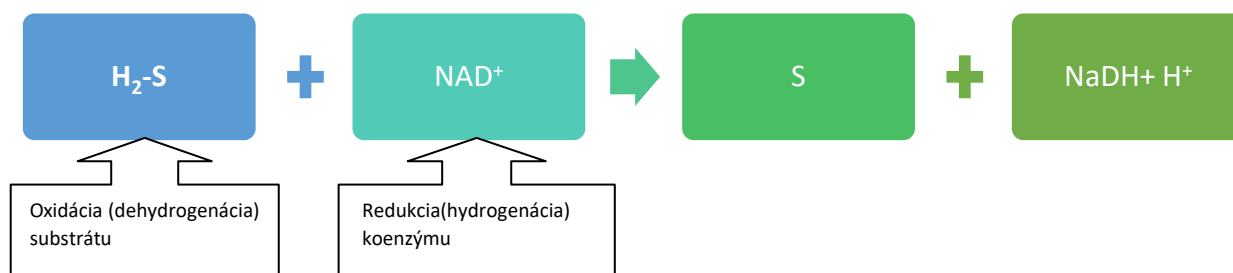 H₂-S
NAD⁺
S
NaDH+ H⁺
Oxidácia (dehydrogenácia)
substrátu
Redukcia(hydrogenácia)
koenzýmu